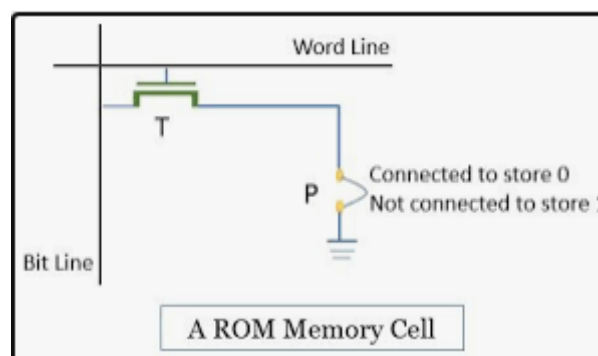 Word Line
T
Connected to store 0
P
Not connected to store
Bit Line
A ROM Memory Cell